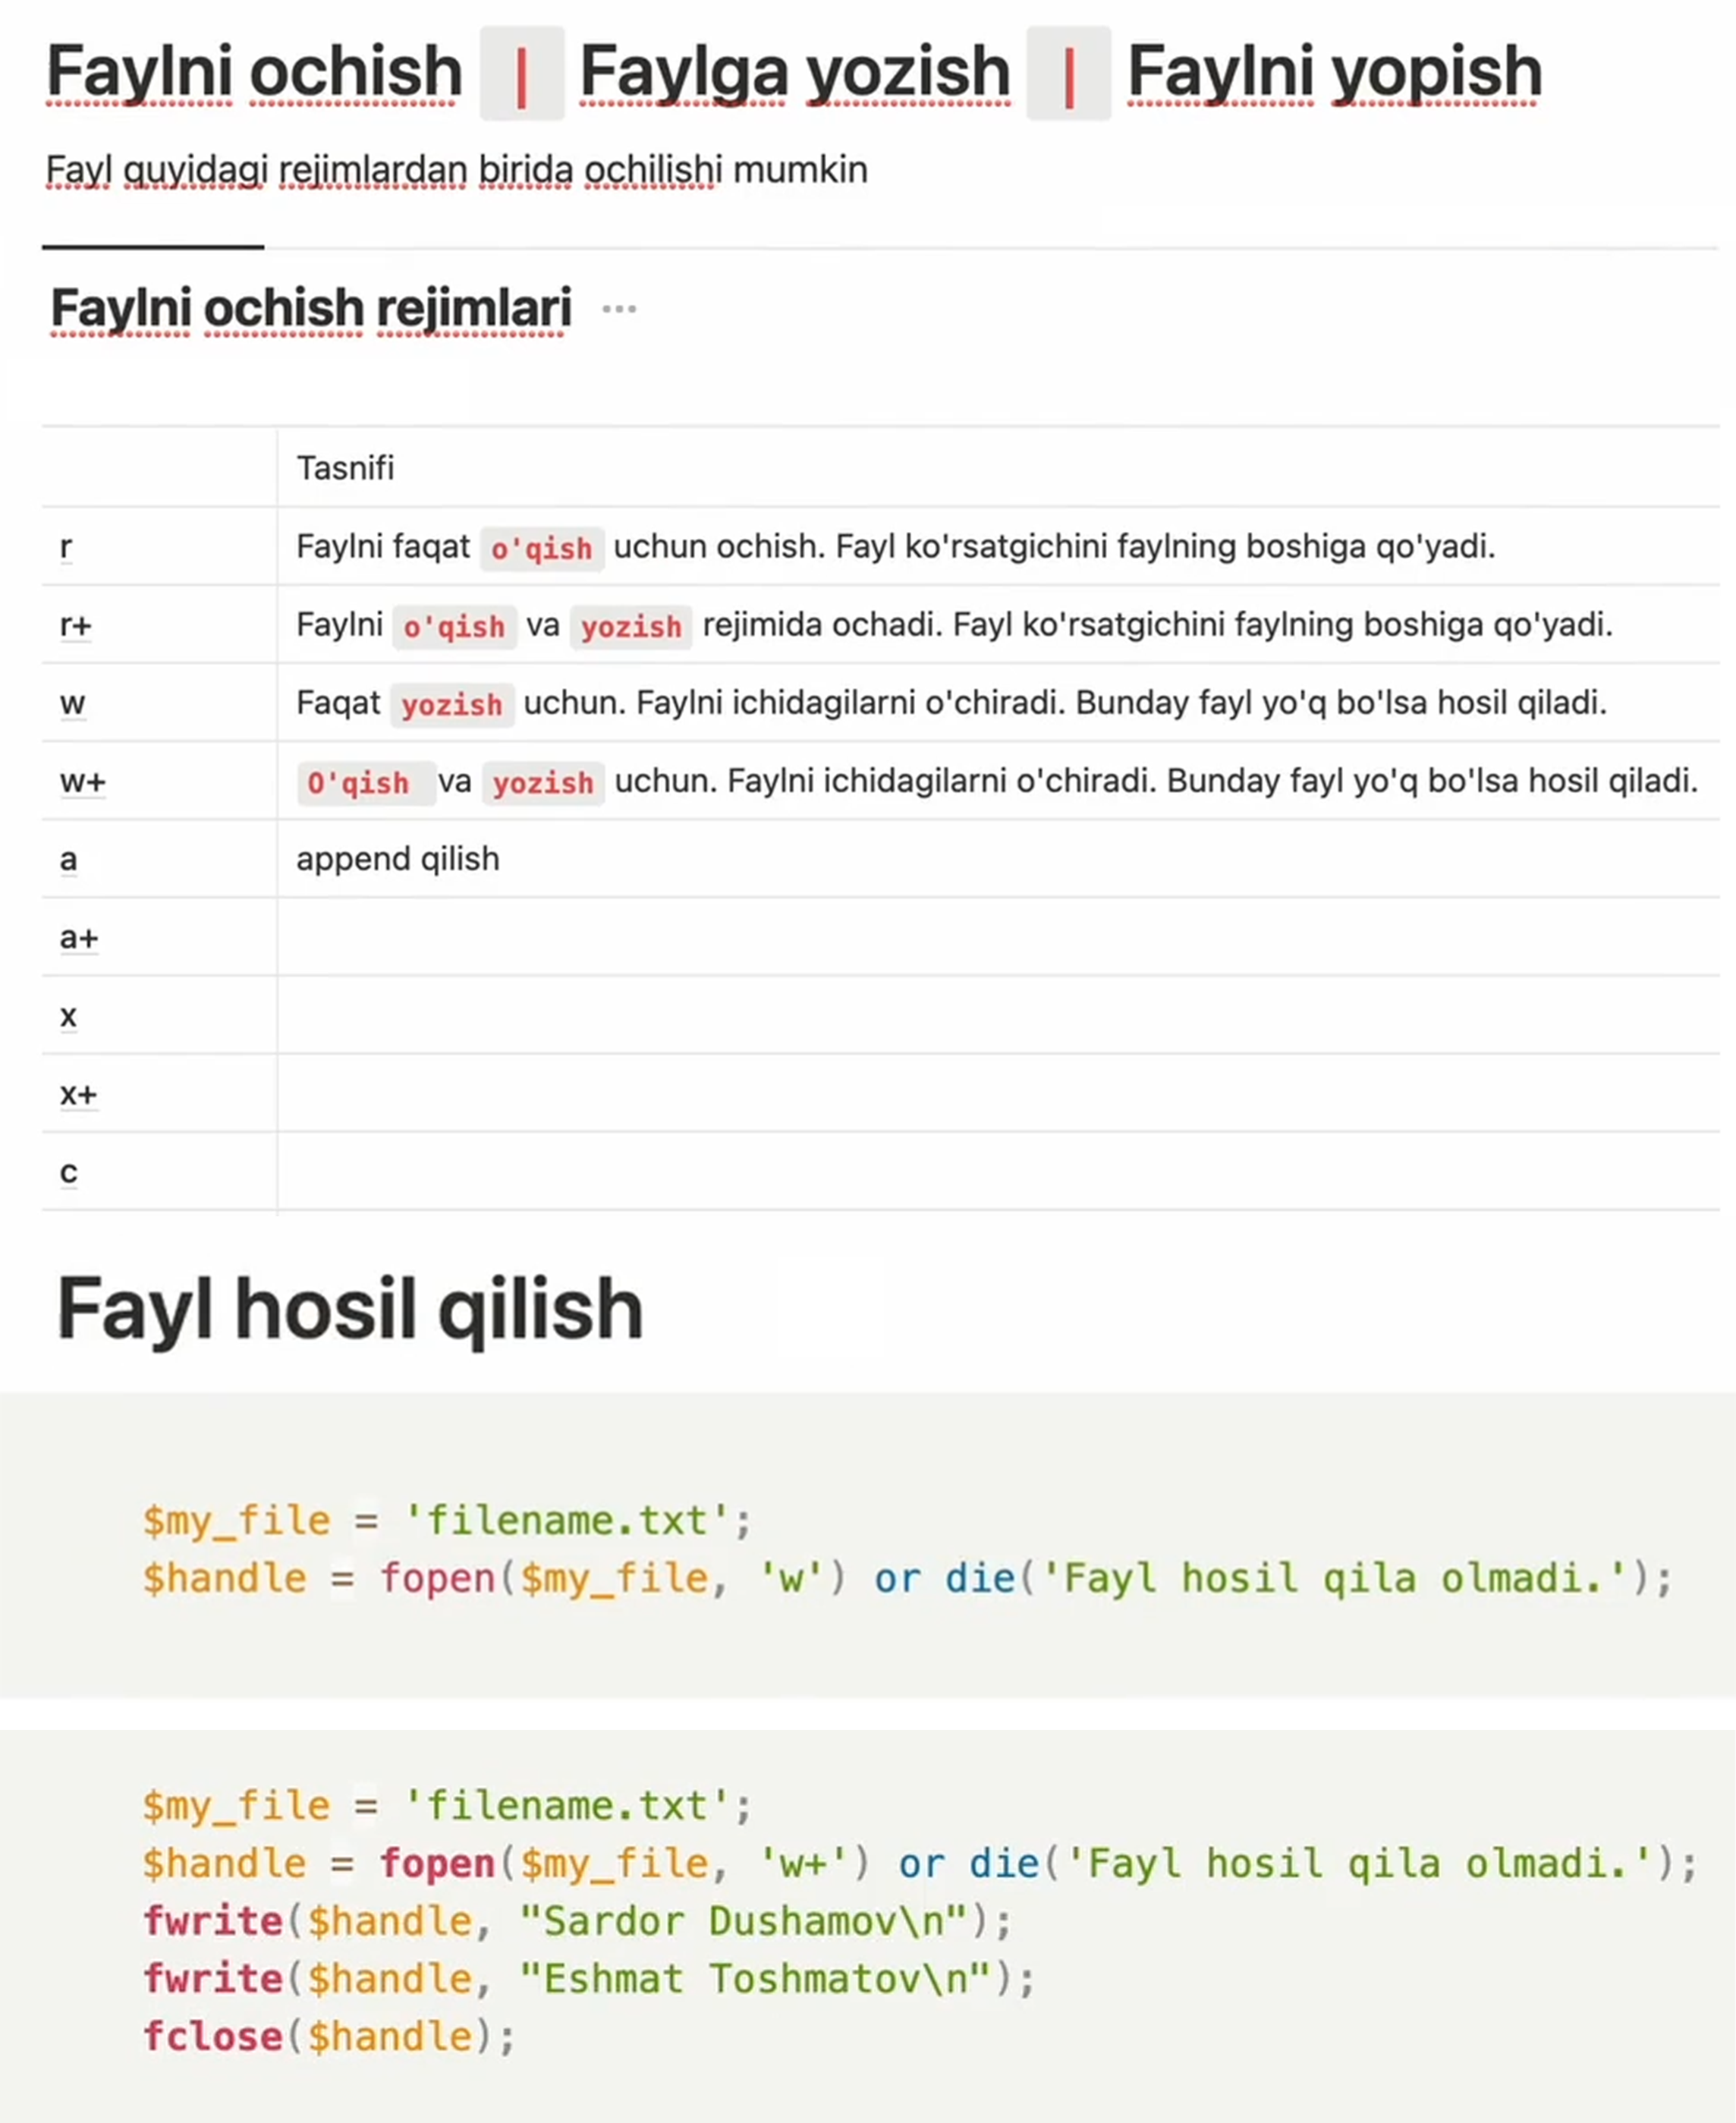 Faylni ochish | Faylga yozish | Faylni yopish
Fayl quyidagi rejimlardan birida ochilishi mumkin
Faylni ochish rejimlari ...
Tasnifi
r Faylni faqat o'qish uchun ochish. Fayl ko'rsatgichini faylning boshiga qo'yadi.
r+ Faylni o'qish va yozish rejimida ochadi. Fayl ko'rsatgichini faylning boshiga qo'yadi.
w Faqat yozish uchun. Faylni ichidagilarni o'chiradi. Bunday fayl yo'q bo'lsa hosil qiladi.
w+ O'qish va yozish uchun. Faylni ichidagilarni o'chiradi. Bunday fayl yo'q bo'lsa hosil qiladi.
a append qilish
a+
x
x+
c
Fayl hosil qilish
$my_file = 'filename.txt';
$handle = fopen($my_file, 'w') or die('Fayl hosil qila olmadi.');
$my_file = 'filename.txt';
$handle = fopen($my_file, 'w+') or die('Fayl hosil qila olmadi.');
fwrite($handle, "Sardor Dushamov\n");
fwrite($handle, "Eshmat Toshmatov\n");
fclose($handle);